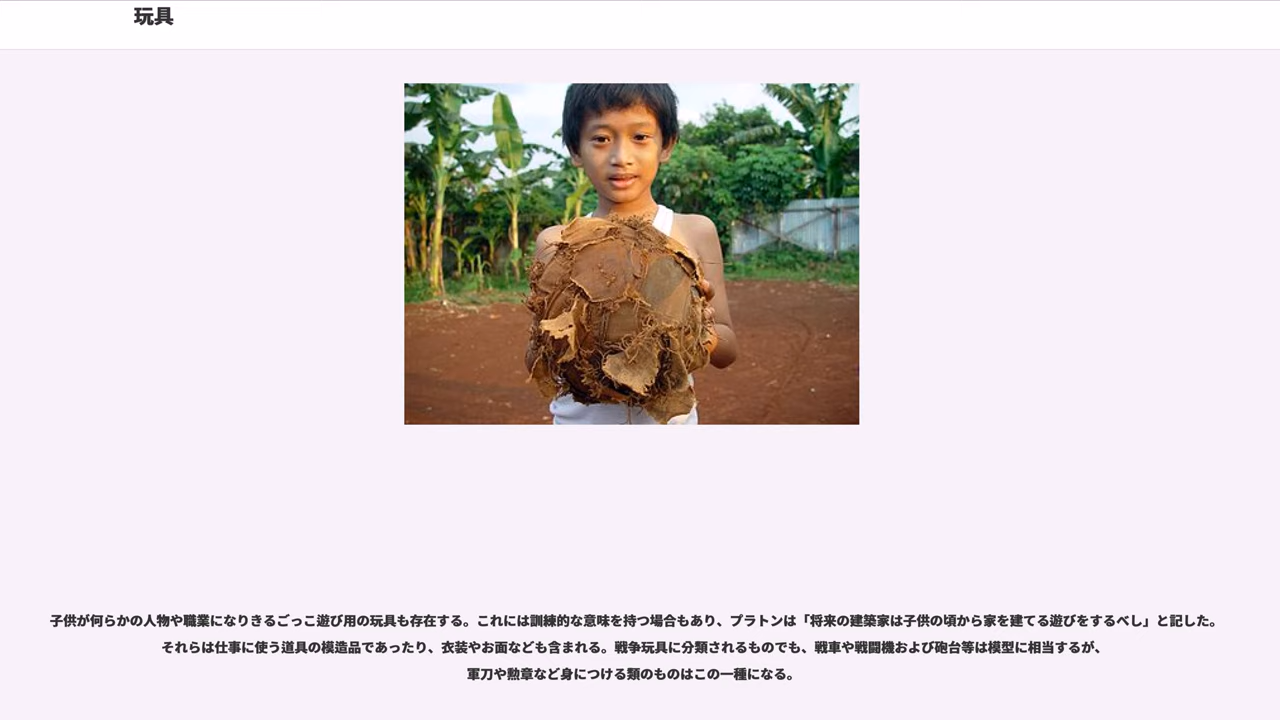 玩具
子供が何らかの人物や職業になりきるごっこ遊び用の玩具も存在する。これには訓練的な意味を持つ場合もあり、プラトンは「将来の建築家は子供の頃から家を建てる遊びをするべし」と記した。
それらは仕事に使う道具の模造品であったり、衣装やお面なども含まれる。戦争玩具に分類されるものでも、戦車や戦闘機および砲台等は模型に相当するが、
軍刀や勲章など身につける類のものはこの一種になる。